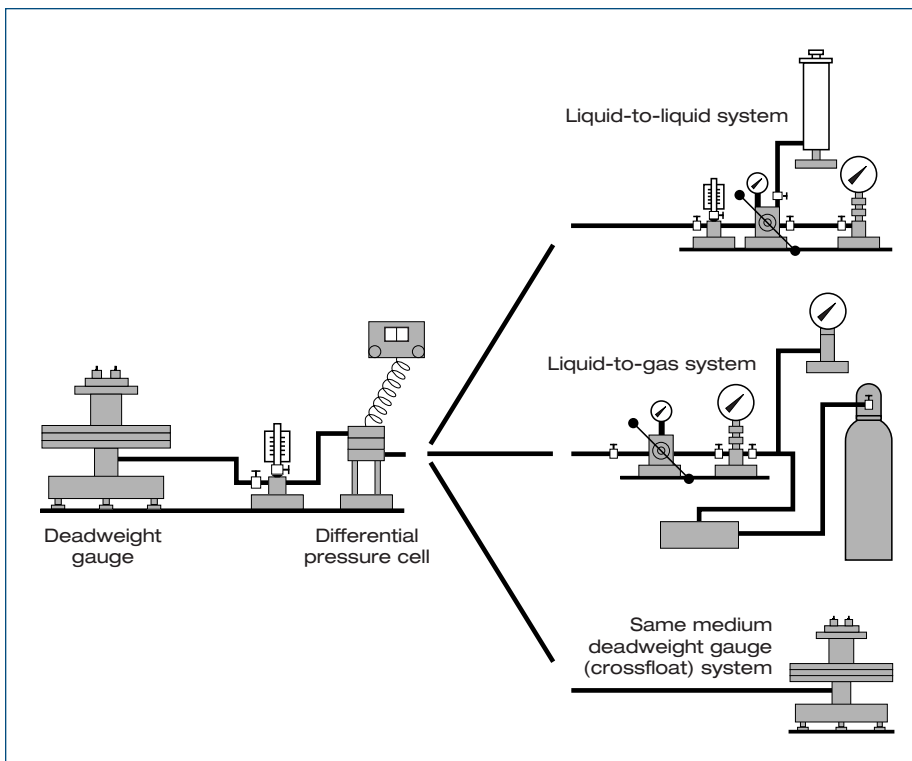 Liquid-to-liquid system
Liquid-to-gas system
Deadweight
gauge
Differential
pressure cell
Same medium
deadweight gauge
(crossfloat) system